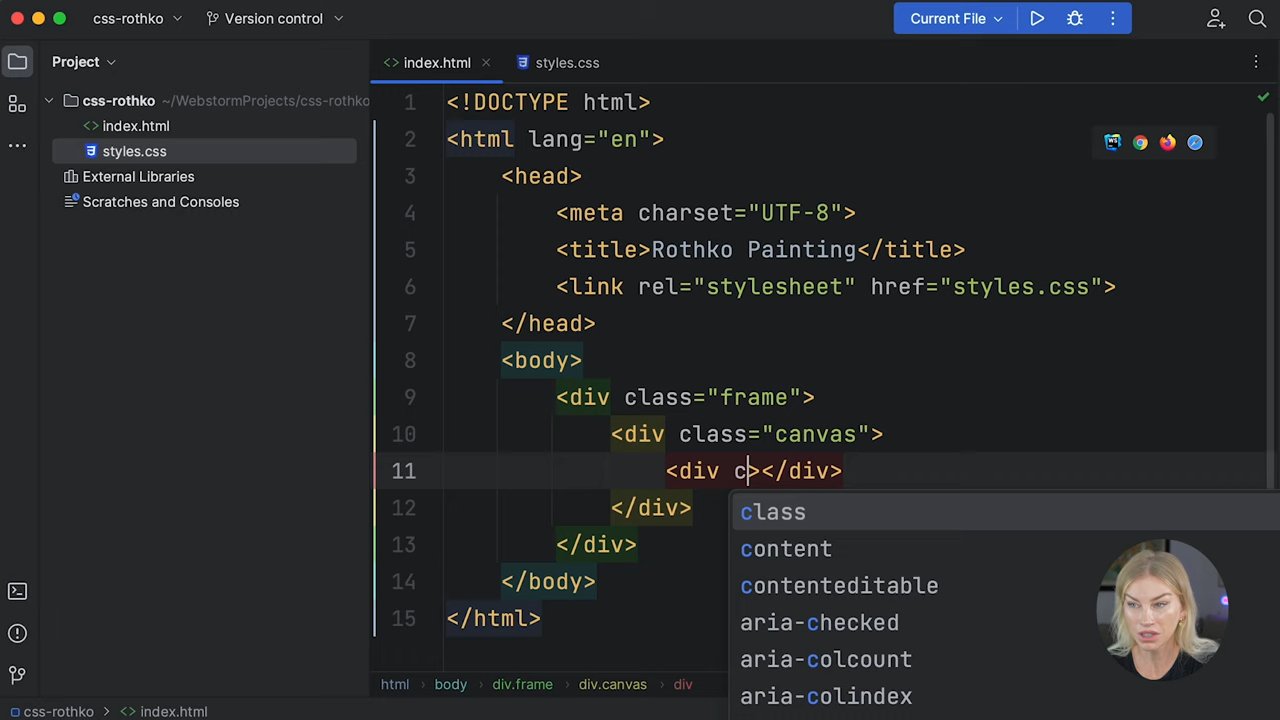 css-rothko
Version control
Current File
Project
index.html
styles.css
css-rothko ~/WebstormProjects/css-rothko
index.html
styles.css
External Libraries
Scratches and Consoles
1 <!DOCTYPE html>
2 <html lang="en">
3 <head>
4 <meta charset="UTF-8">
5 <title>Rothko Painting</title>
6 <link rel="stylesheet" href="styles.css">
7 </head>
8 <body>
9 <div class="frame">
10 <div class="canvas">
11 <div c></div>
12 </div>
13 </div>
14 </body>
15 </html>
class
content
contenteditable
aria-checked
aria-colcount
aria-colindex
html body div.frame div.canvas div
css-rothko > index.html